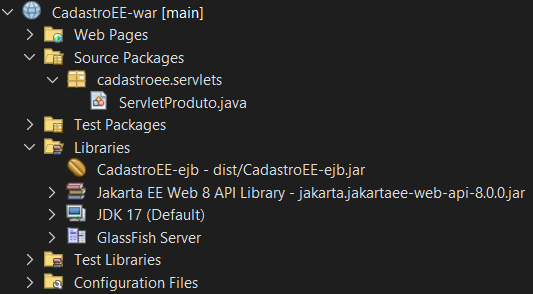 CadastroEE-war [main]
Web Pages
Source Packages
cadastroee.servlets
ServletProduto.java
Test Packages
Libraries
CadastroEE-ejb - dist/CadastroEE-ejb.jar
Jakarta EE Web 8 API Library - jakarta.jakartaee-web-api-8.0.0.jar
JDK 17 (Default)
GlassFish Server
Test Libraries
Configuration Files